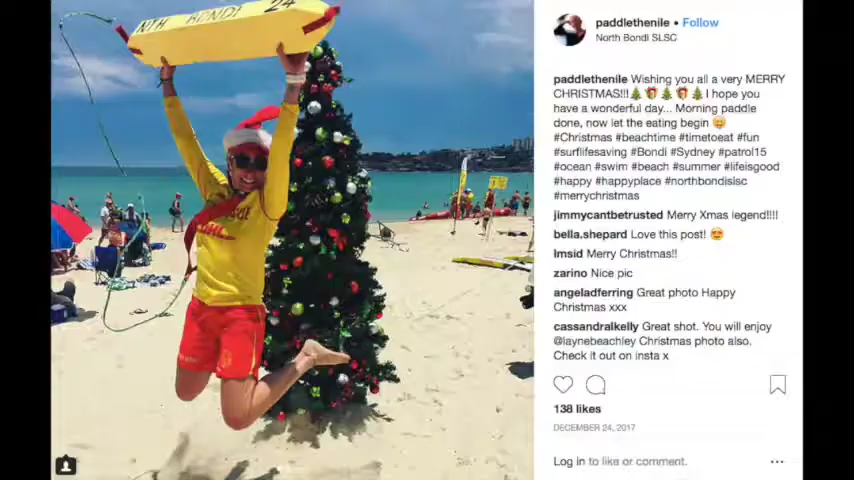 NTH BONDI 24
paddlethenile • Follow
North Bondi SLSC
paddlethenile Wishing you all a very MERRY
CHRISTMAS!!!🎄🎅🎄🎅🎄I hope you
have a wonderful day... Morning paddle
done, now let the eating begin 😄
#Christmas #beachtime #timetoeat #fun
#surflifesaving #Bondi #Sydney #patrol15
#ocean #swim #beach #summer #lifeisgood
#happy #happyplace #northbondislsc
#merrychristmas
jimmycantbetrusted Merry Xmas legend!!!!
bella.shepard Love this post! 😍
lmsid Merry Christmas!!
zarino Nice pic
angeladferring Great photo Happy
Christmas xxx
cassandralkelly Great shot. You will enjoy
@laynebeachley Christmas photo also.
Check it out on insta x
138 likes
DECEMBER 24, 2017
Log in to like or comment.